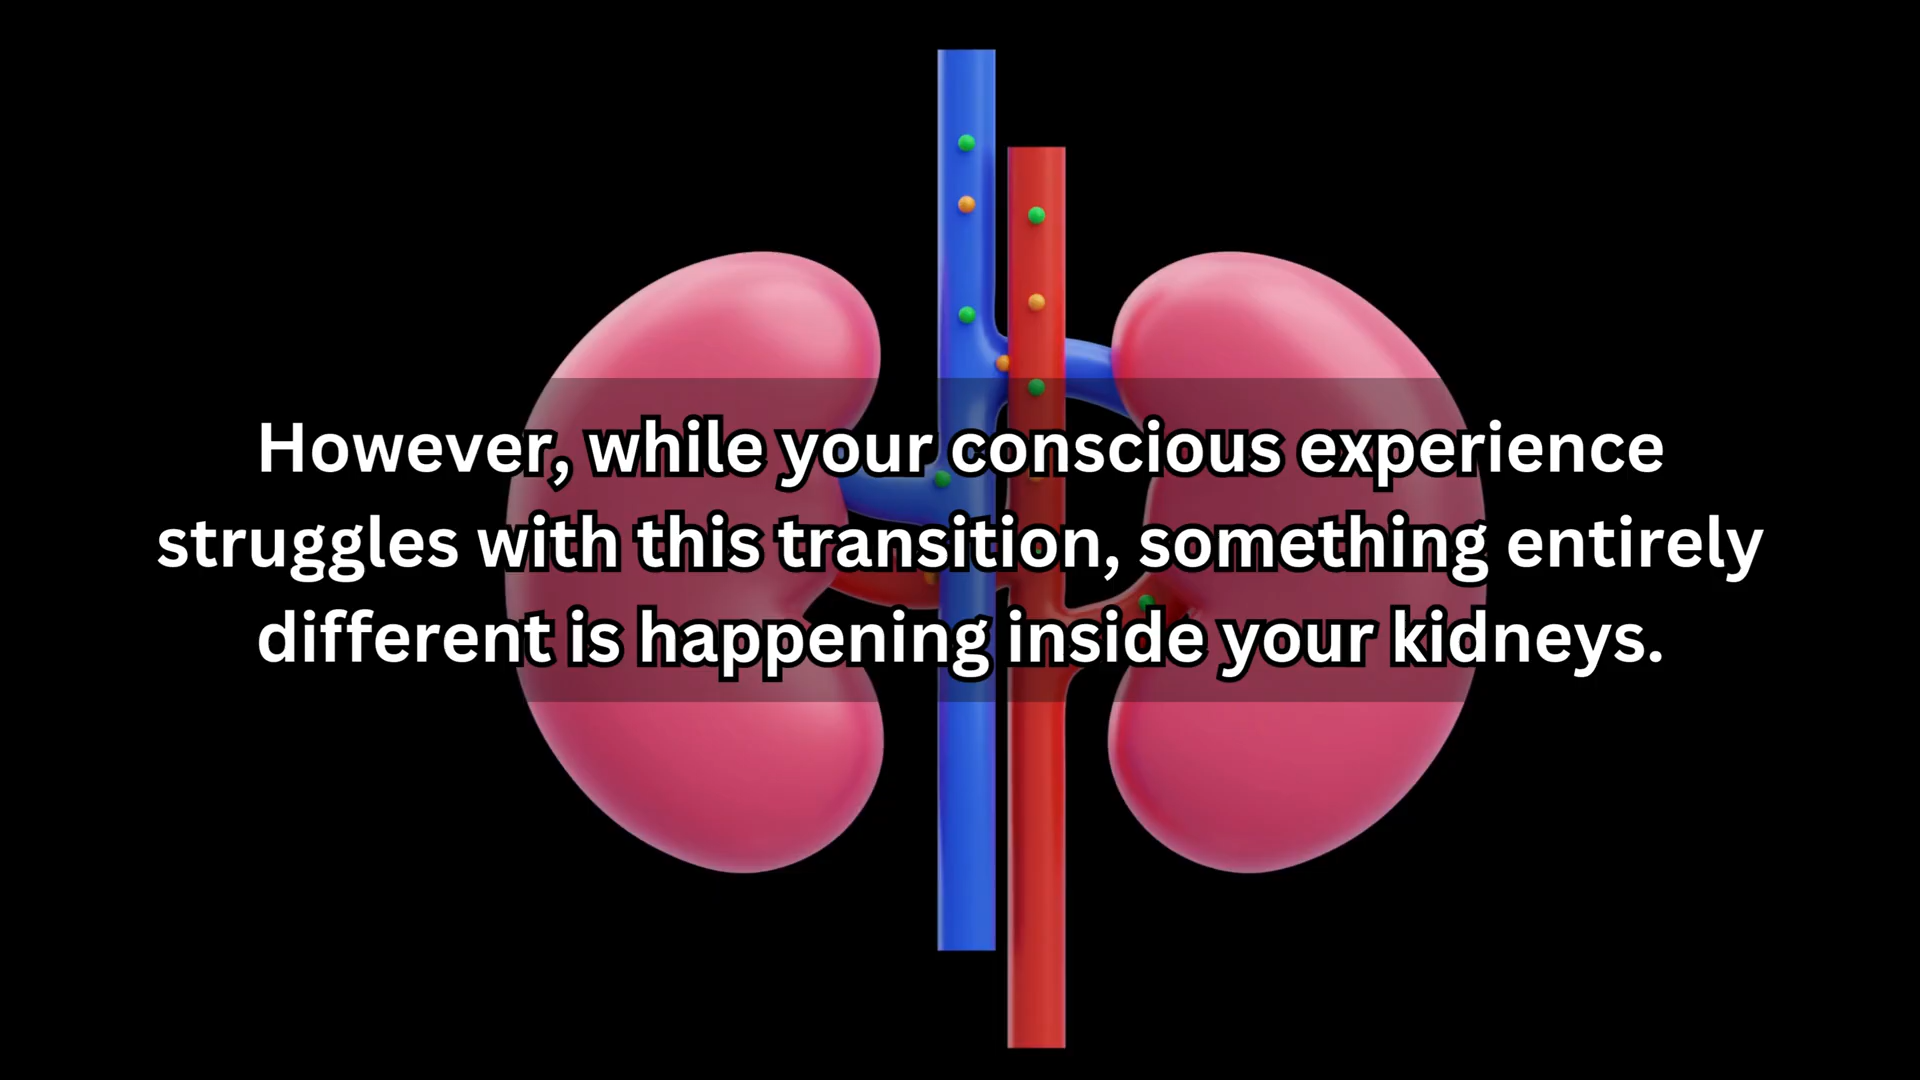 However, while your conscious experience
struggles with this transition, something entirely
different is happening inside your kidneys.